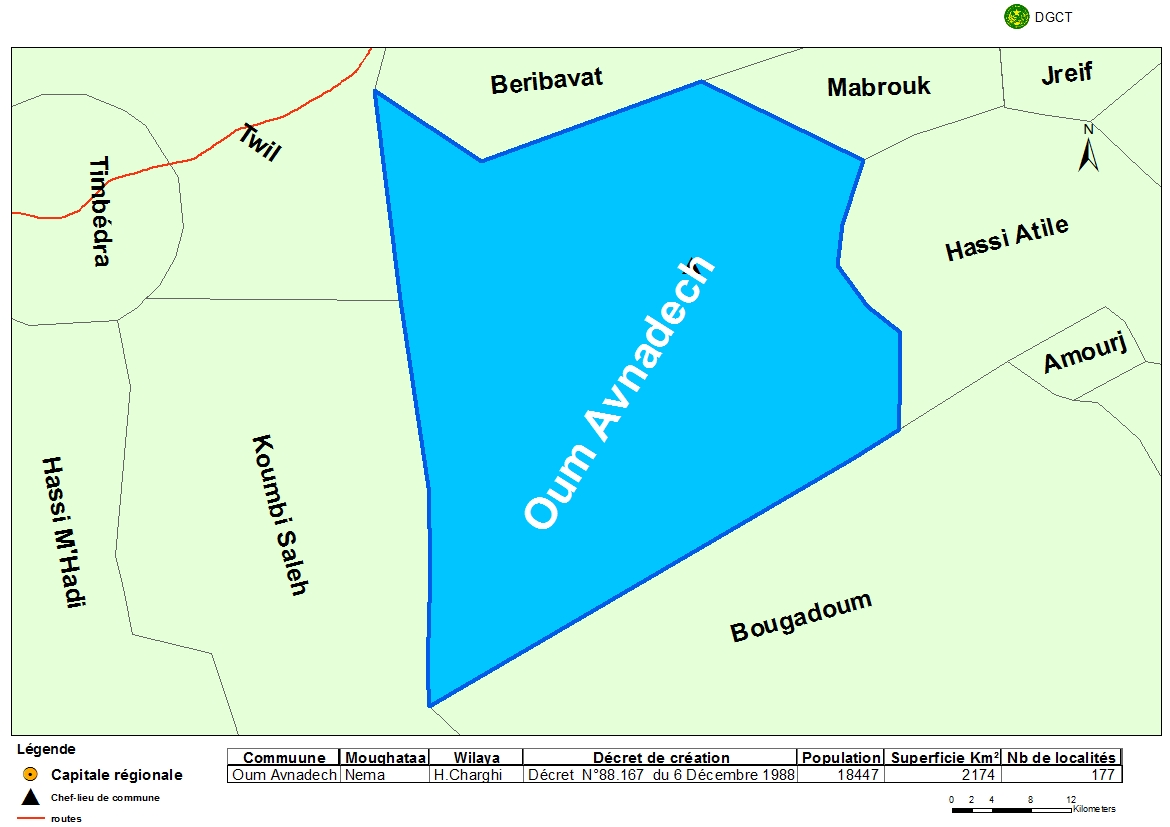 DGCT
Beribavat
Mabrouk
Jreif
N
Twil
Timbédra
Hassi Atile
Oum Avnadech
Amourj
Koumbi Saleh
Hassi M'Hadi
Bougadoum
Légende
Capitale régionale
Chef-lieu de commune
routes
Commuune Moughataa Wilaya Décret de création Population Superficie Km² Nb de localités
Oum Avnadech Nema H.Charghi Décret N°88.167 du 6 Décembre 1988 18447 2174 177
0 2 4 8 12
Kilometers